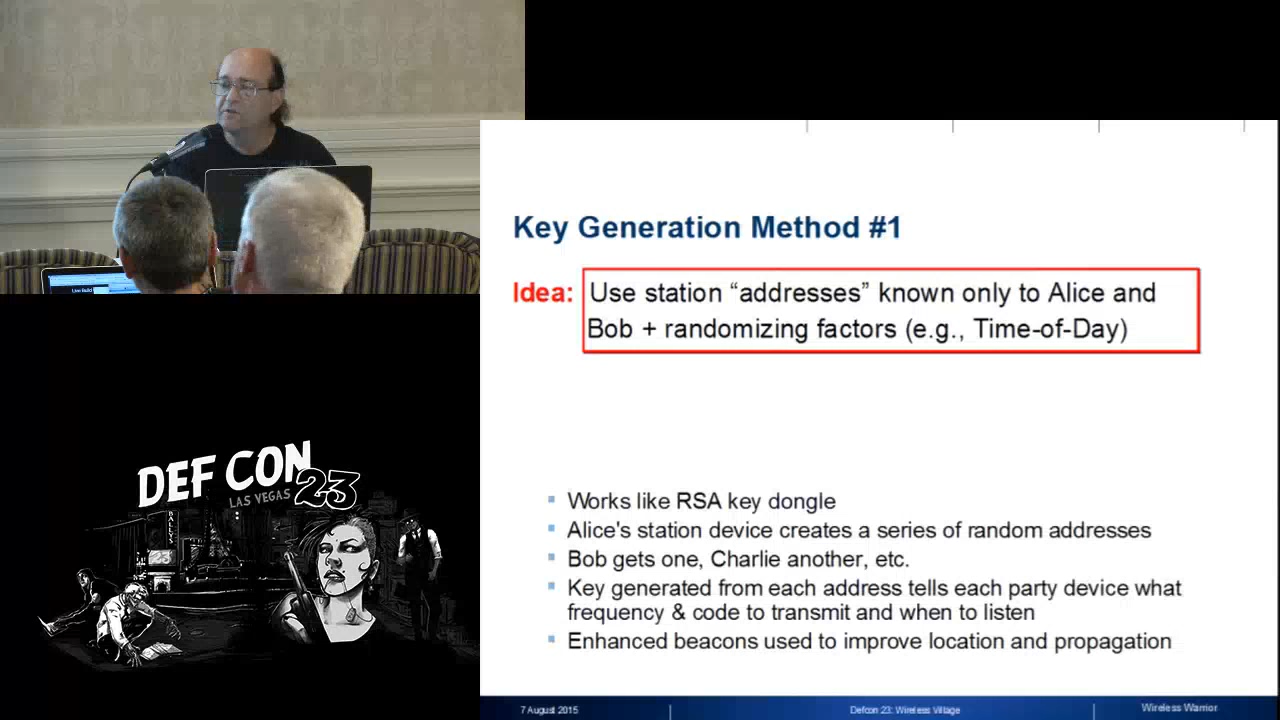 Key Generation Method #1
Idea: Use station “addresses” known only to Alice and
Bob + randomizing factors (e.g., Time-of-Day)
Works like RSA key dongle
Alice's station device creates a series of random addresses
Bob gets one, Charlie another, etc.
Key generated from each address tells each party device what
frequency & code to transmit and when to listen
Enhanced beacons used to improve location and propagation
7 August 2015
Defcon 23: Wireless Village
Wireless Warrior
DEF CON
LAS VEGAS 23
BALLY'S